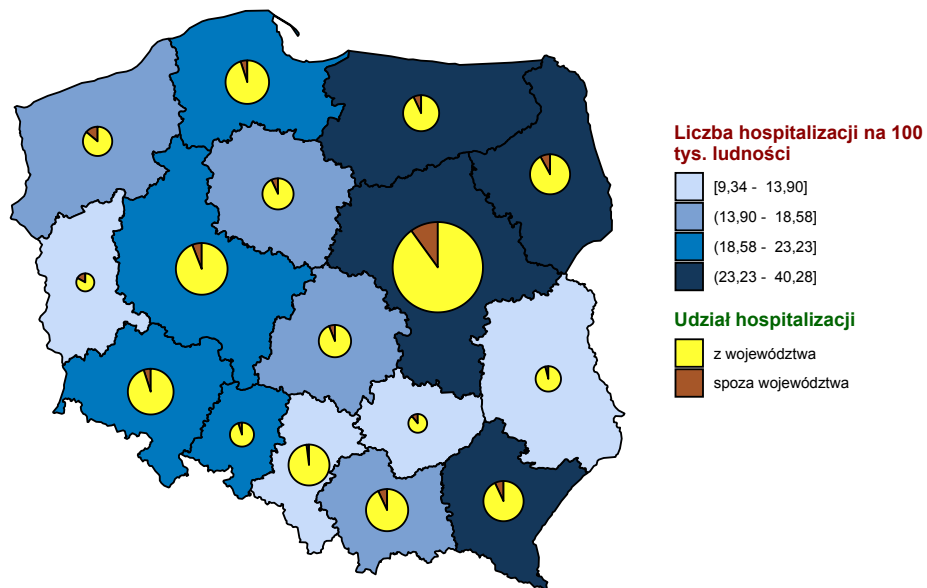 Liczba hospitalizacji na 100
tys. ludności
[9,34 - 13,90]
(13,90 - 18,58]
(18,58 - 23,23]
(23,23 - 40,28]
Udział hospitalizacji
z województwa
spoza województwa